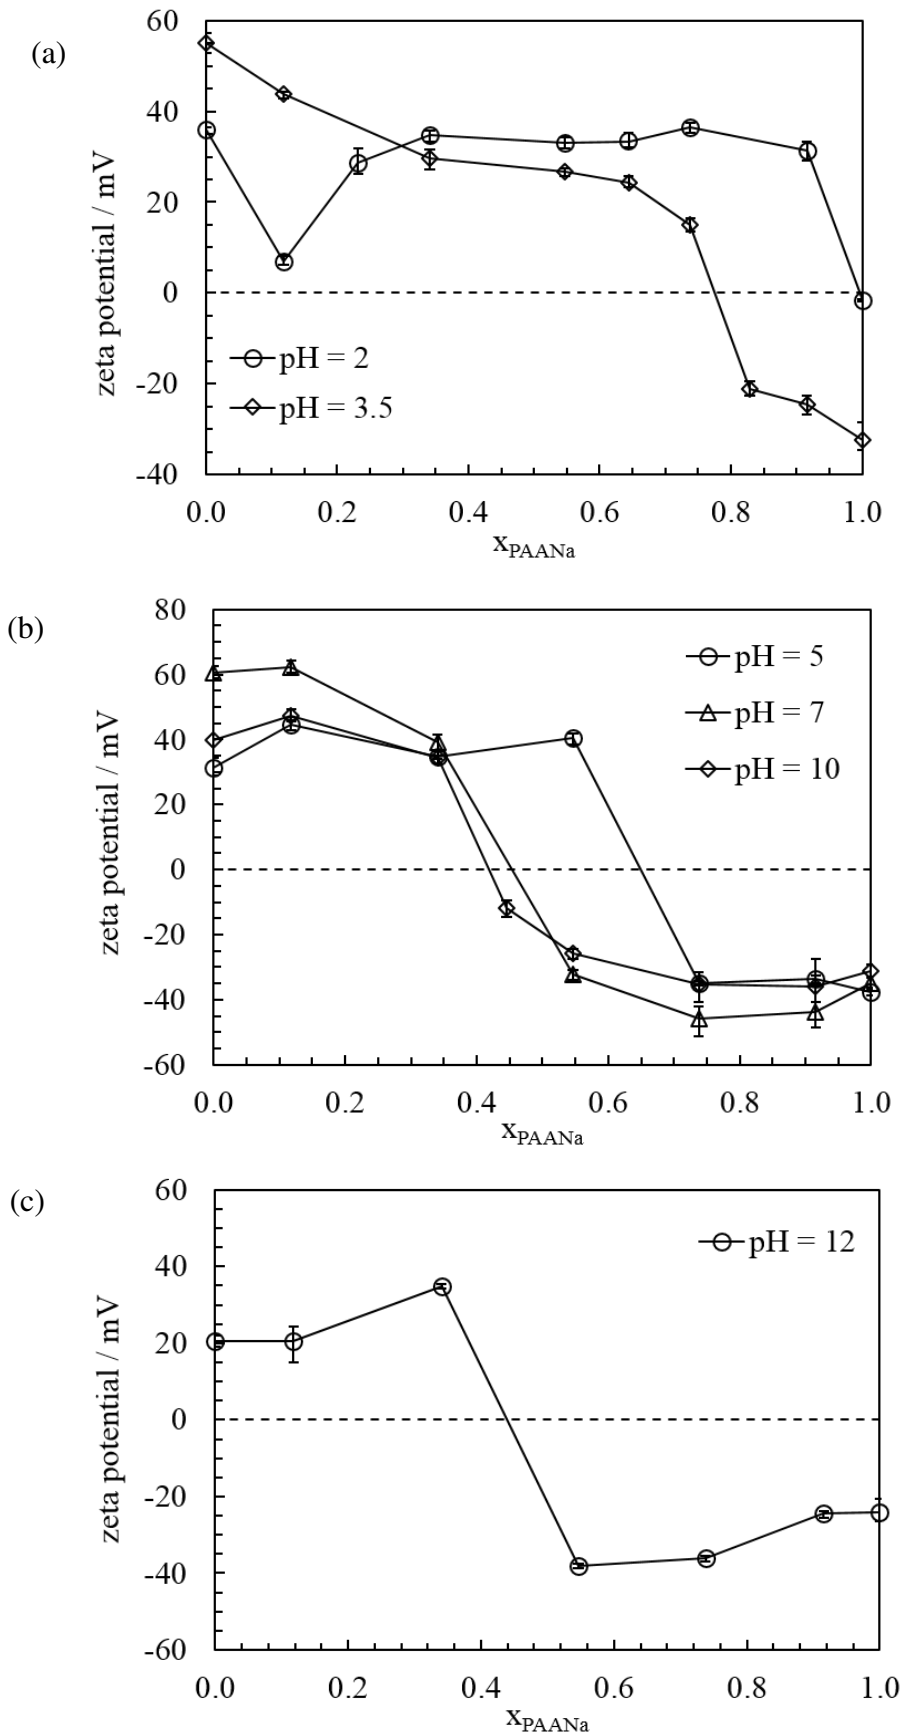 (a)
60
40
20
0
-20
-40
zeta potential / mV
pH = 2
pH = 3.5
0.0 0.2 0.4 0.6 0.8 1.0
xPAANa
(b)
80
60
40
20
0
-20
-40
-60
zeta potential / mV
pH = 5
pH = 7
pH = 10
0.0 0.2 0.4 0.6 0.8 1.0
xPAANa
(c)
60
40
20
0
-20
-40
-60
zeta potential / mV
pH = 12
0.0 0.2 0.4 0.6 0.8 1.0
xPAANa